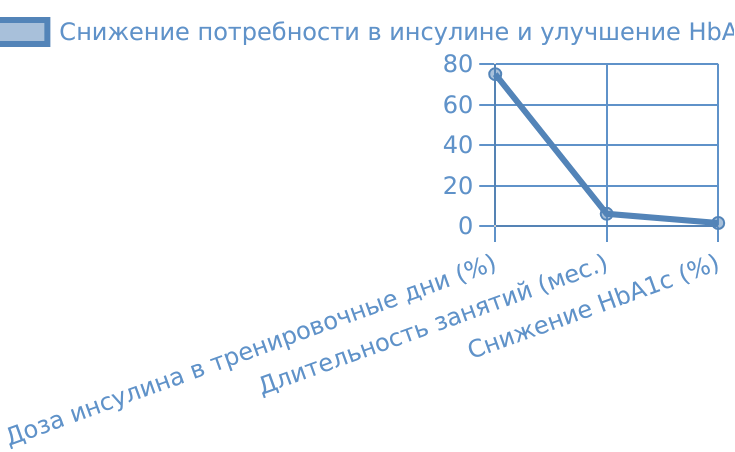 Снижение потребности в инсулине и улучшение HbA
80
60
40
20
0
Доза инсулина в тренировочные дни (%)
Длительность занятий (мес.)
Снижение HbA1c (%)